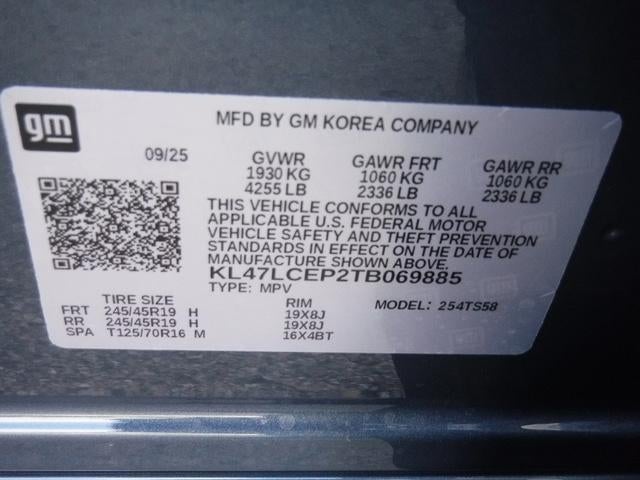 gm
MFD BY GM KOREA COMPANY
09/25 GVWR GAWR FRT GAWR RR
1930 KG 1060 KG 1060 KG
4255 LB 2336 LB 2336 LB
THIS VEHICLE CONFORMS TO ALL
APPLICABLE U.S. FEDERAL MOTOR
VEHICLE SAFETY AND THEFT PREVENTION
STANDARDS IN EFFECT ON THE DATE OF
MANUFACTURE SHOWN ABOVE.
KL47LCEP2TB069885
TYPE: MPV
TIRE SIZE RIM MODEL: 254TS58
FRT 245/45R19 H 19X8J
RR 245/45R19 H 19X8J
SPA T125/70R16 M 16X4BT